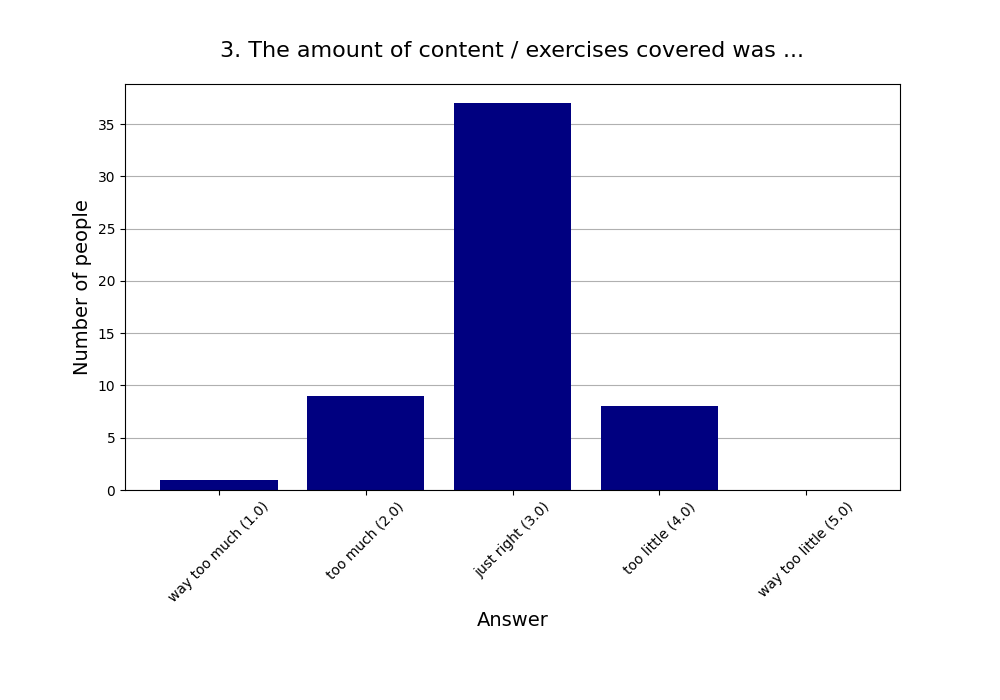 3. The amount of content / exercises covered was ...
Number of people
35
30
25
20
15
10
5
0
way too much (1.0)
too much (2.0)
just right (3.0)
too little (4.0)
way too little (5.0)
Answer